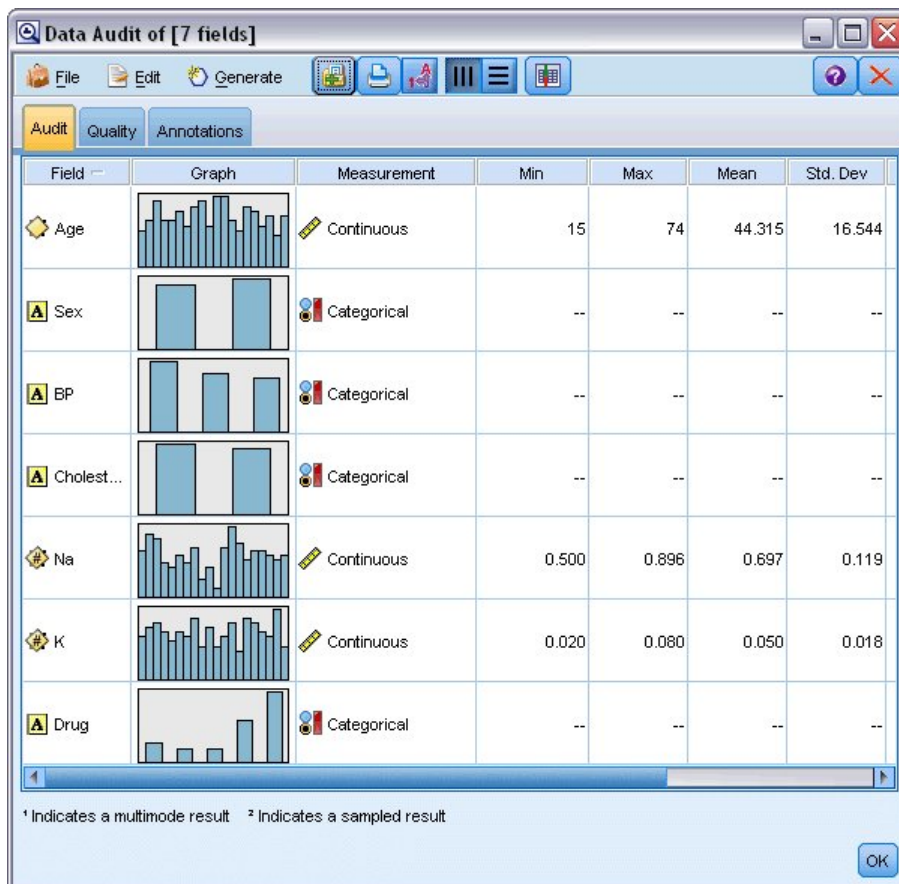 Data Audit of [7 fields]
File Edit Generate
Audit Quality Annotations
Field Graph Measurement Min Max Mean Std. Dev
Age Continuous 15 74 44.315 16.544
A Sex Categorical -- -- -- --
A BP Categorical -- -- -- --
A Cholest... Categorical -- -- -- --
# Na Continuous 0.500 0.896 0.697 0.119
# K Continuous 0.020 0.080 0.050 0.018
A Drug Categorical -- -- -- --
¹ Indicates a multimode result ² Indicates a sampled result
OK